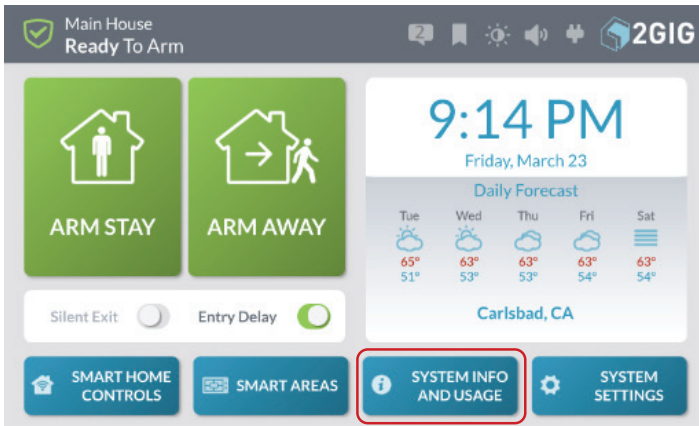 Main House
Ready To Arm
2
2GIG
ARM STAY
ARM AWAY
9:14 PM
Friday, March 23
Daily Forecast
Tue Wed Thu Fri Sat
65° 63° 63° 63° 63°
51° 53° 53° 54° 54°
Carlsbad, CA
Silent Exit
Entry Delay
SMART HOME
CONTROLS
SMART AREAS
SYSTEM INFO
AND USAGE
SYSTEM
SETTINGS